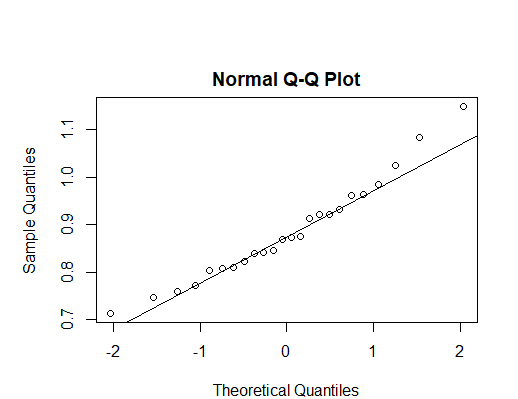 Normal Q-Q Plot
Sample Quantiles
0.7 0.8 0.9 1.0 1.1
-2 -1 0 1 2
Theoretical Quantiles